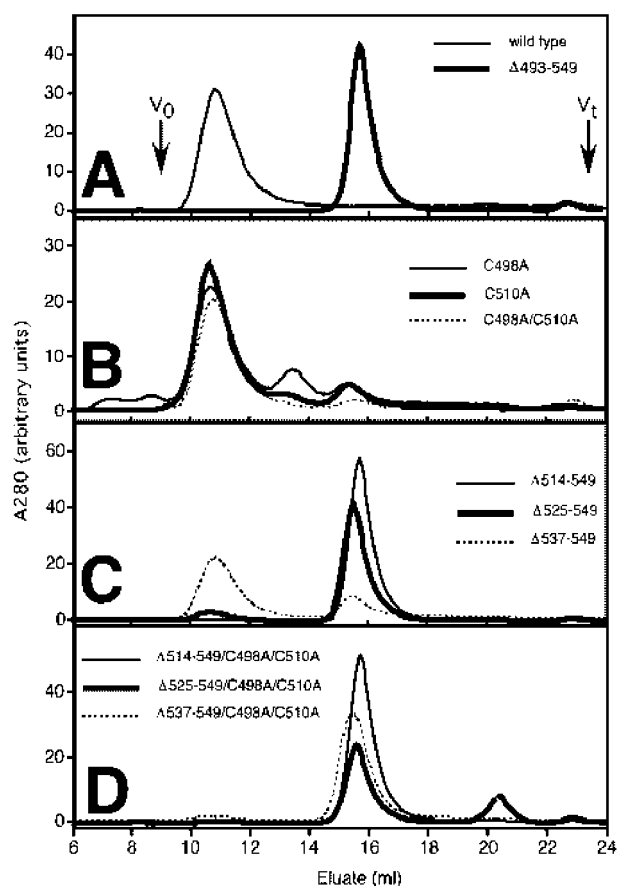 40
30
20
10
0
V0
Vt
wild type
Δ493-549
A
30
20
10
0
C498A
C510A
C498A/C510A
B
A280 (arbitrary units)
60
40
20
0
Δ514-549
Δ525-549
Δ537-549
C
40
20
0
Δ514-549/C498A/C510A
Δ525-549/C498A/C510A
Δ537-549/C498A/C510A
D
6 8 10 12 14 16 18 20 22 24
Eluate (ml)